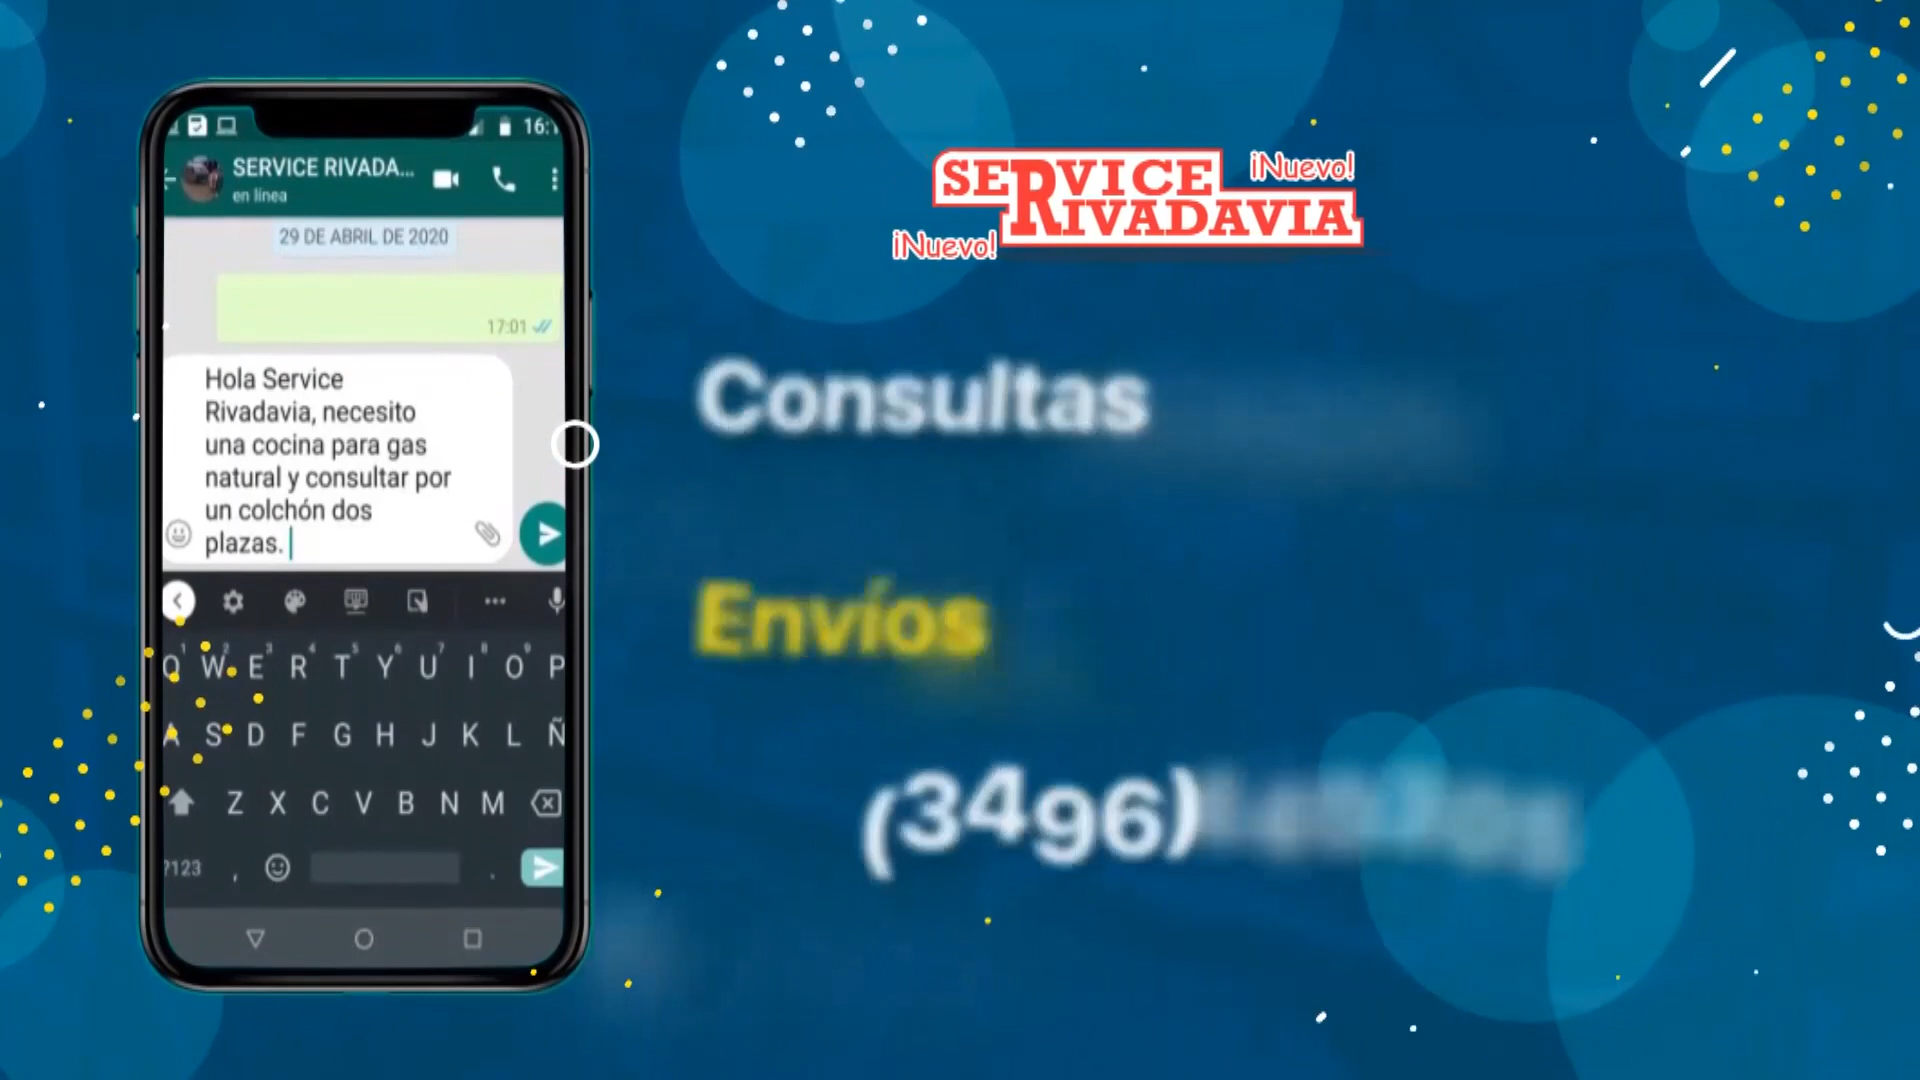 16:1
SERVICE RIVADA...
en línea
29 DE ABRIL DE 2020
17:01
Hola Service
Rivadavia, necesito
una cocina para gas
natural y consultar por
un colchón dos
plazas.
Q W E R T Y U I O P
A S D F G H J K L Ñ
Z X C V B N M
?123 , .
SERVICE ¡Nuevo!
RIVADAVIA
¡Nuevo!
Consultas
Envíos
(3496)